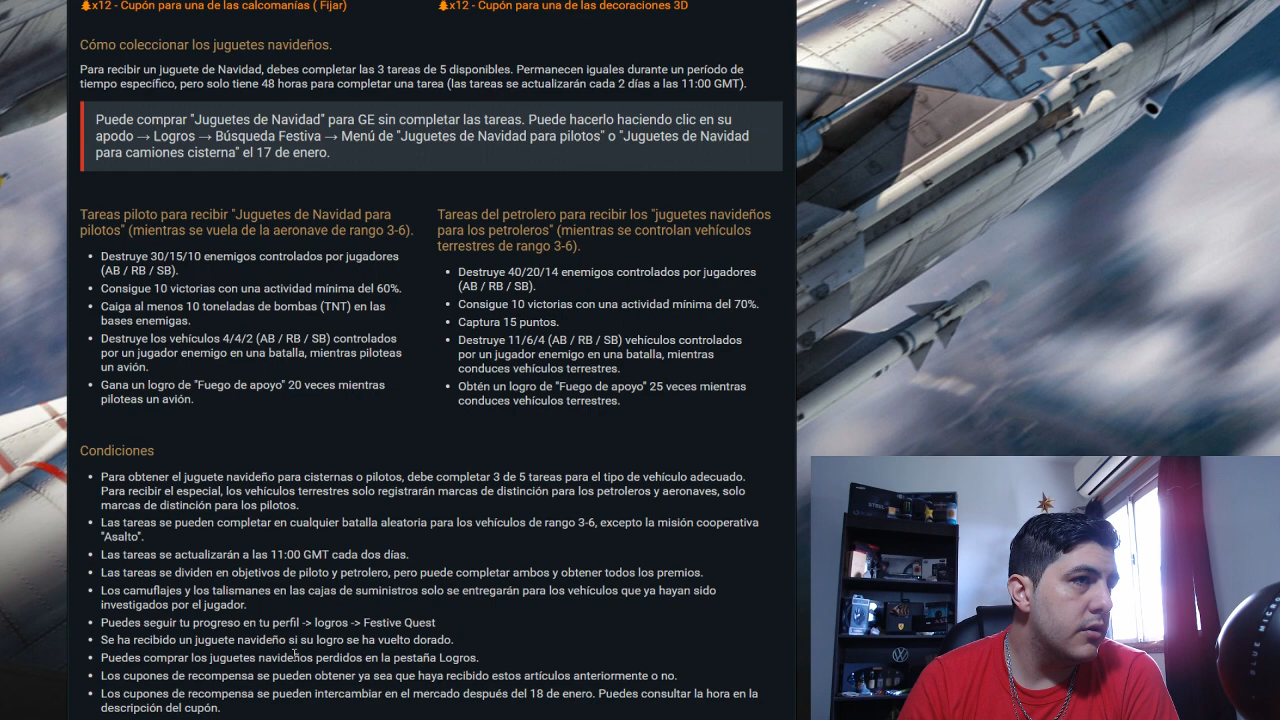 🎄x12 - Cupón para una de las calcomanías ( Fijar)
🎄x12 - Cupón para una de las decoraciones 3D
Cómo coleccionar los juguetes navideños.
Para recibir un juguete de Navidad, debes completar las 3 tareas de 5 disponibles. Permanecen iguales durante un período de
tiempo específico, pero solo tiene 48 horas para completar una tarea (las tareas se actualizarán cada 2 días a las 11:00 GMT).
Puede comprar "Juguetes de Navidad" para GE sin completar las tareas. Puede hacerlo haciendo clic en su
apodo → Logros → Búsqueda Festiva → Menú de "Juguetes de Navidad para pilotos" o "Juguetes de Navidad
para camiones cisterna" el 17 de enero.
Tareas piloto para recibir "Juguetes de Navidad para
pilotos" (mientras se vuela de la aeronave de rango 3-6).
• Destruye 30/15/10 enemigos controlados por jugadores
(AB / RB / SB).
• Consigue 10 victorias con una actividad mínima del 60%.
• Caiga al menos 10 toneladas de bombas (TNT) en las
bases enemigas.
• Destruye los vehículos 4/4/2 (AB / RB / SB) controlados
por un jugador enemigo en una batalla, mientras piloteas
un avión.
• Gana un logro de "Fuego de apoyo" 20 veces mientras
piloteas un avión.
Tareas del petrolero para recibir los "juguetes navideños
para los petroleros" (mientras se controlan vehículos
terrestres de rango 3-6).
• Destruye 40/20/14 enemigos controlados por jugadores
(AB / RB / SB).
• Consigue 10 victorias con una actividad mínima del 70%.
• Captura 15 puntos.
• Destruye 11/6/4 (AB / RB / SB) vehículos controlados
por un jugador enemigo en una batalla, mientras
conduces vehículos terrestres.
• Obtén un logro de "Fuego de apoyo" 25 veces mientras
conduces vehículos terrestres.
Condiciones
• Para obtener el juguete navideño para cisternas o pilotos, debe completar 3 de 5 tareas para el tipo de vehículo adecuado.
Para recibir el especial, los vehículos terrestres solo registrarán marcas de distinción para los petroleros y aeronaves, solo
marcas de distinción para los pilotos.
• Las tareas se pueden completar en cualquier batalla aleatoria para los vehículos de rango 3-6, excepto la misión cooperativa
"Asalto".
• Las tareas se actualizarán a las 11:00 GMT cada dos días.
• Las tareas se dividen en objetivos de piloto y petrolero, pero puede completar ambos y obtener todos los premios.
• Los camuflajes y los talismanes en las cajas de suministros solo se entregarán para los vehículos que ya hayan sido
investigados por el jugador.
• Puedes seguir tu progreso en tu perfil -> logros -> Festive Quest
• Se ha recibido un juguete navideño si su logro se ha vuelto dorado.
• Puedes comprar los juguetes navideños perdidos en la pestaña Logros.
• Los cupones de recompensa se pueden obtener ya sea que haya recibido estos artículos anteriormente o no.
• Los cupones de recompensa se pueden intercambiar en el mercado después del 18 de enero. Puedes consultar la hora en la
descripción del cupón.